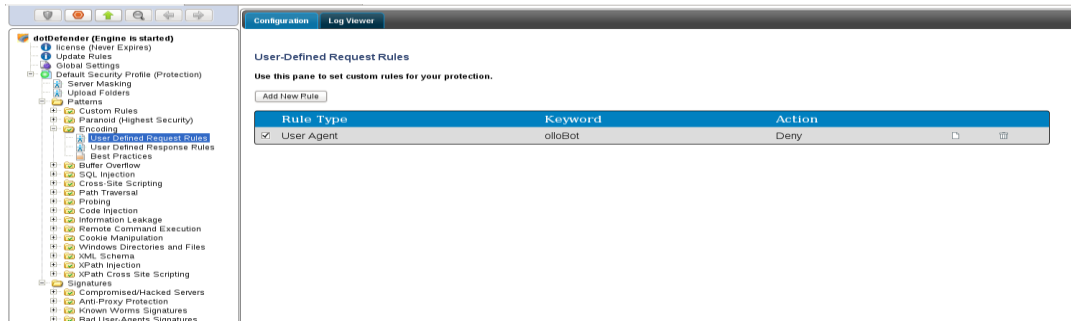 Configuration Log Viewer
dotDefender (Engine is started)
license (Never Expires)
Update Rules
Global Settings
Default Security Profile (Protection)
Server Masking
Upload Folders
Patterns
Custom Rules
Paranoid (Highest Security)
Encoding
User Defined Request Rules
User Defined Response Rules
Best Practices
Buffer Overflow
SQL Injection
Cross-Site Scripting
Path Traversal
Probing
Code Injection
Information Leakage
Remote Command Execution
Cookie Manipulation
Windows Directories and Files
XML Schema
XPath Injection
XPath Cross Site Scripting
Signatures
Compromised/Hacked Servers
Anti-Proxy Protection
Known Worms Signatures
Bad User-Agents Signatures
User-Defined Request Rules
Use this pane to set custom rules for your protection.
Add New Rule
Rule Type Keyword Action
User Agent olloBot Deny